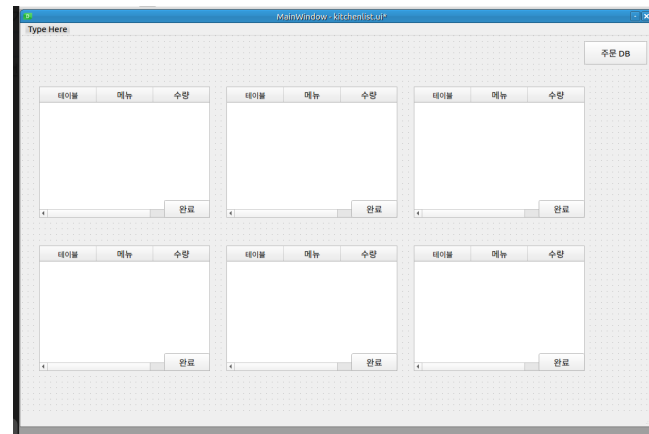 MainWindow - kitchenlist.ui*
Type Here
주문 DB
테이블 메뉴 수량 테이블 메뉴 수량 테이블 메뉴 수량
완료 완료 완료
테이블 메뉴 수량 테이블 메뉴 수량 테이블 메뉴 수량
완료 완료 완료